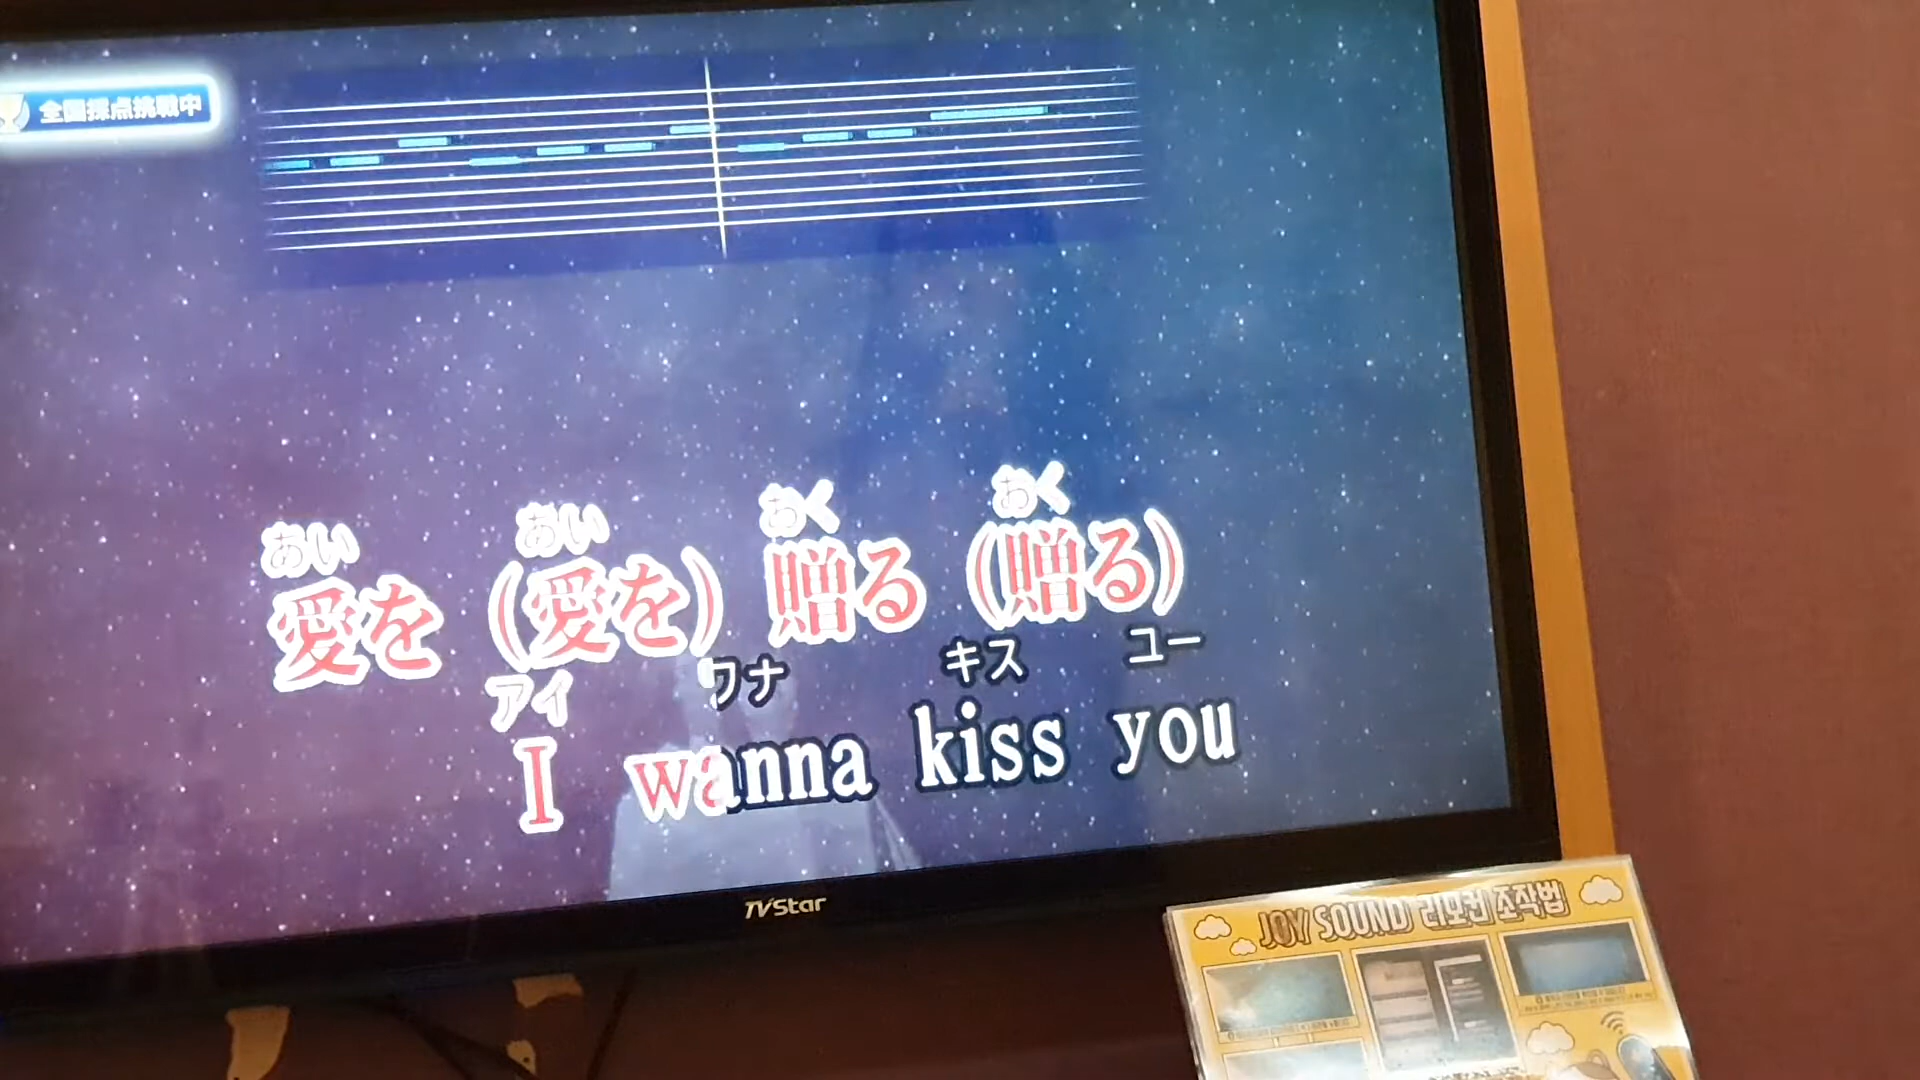 全国採点挑戦中
あい あい おく おく
愛を (愛を) 贈る (贈る)
アイ ワナ キス ユー
I wanna kiss you
TVStar
JOY SOUND 리모컨 조작법